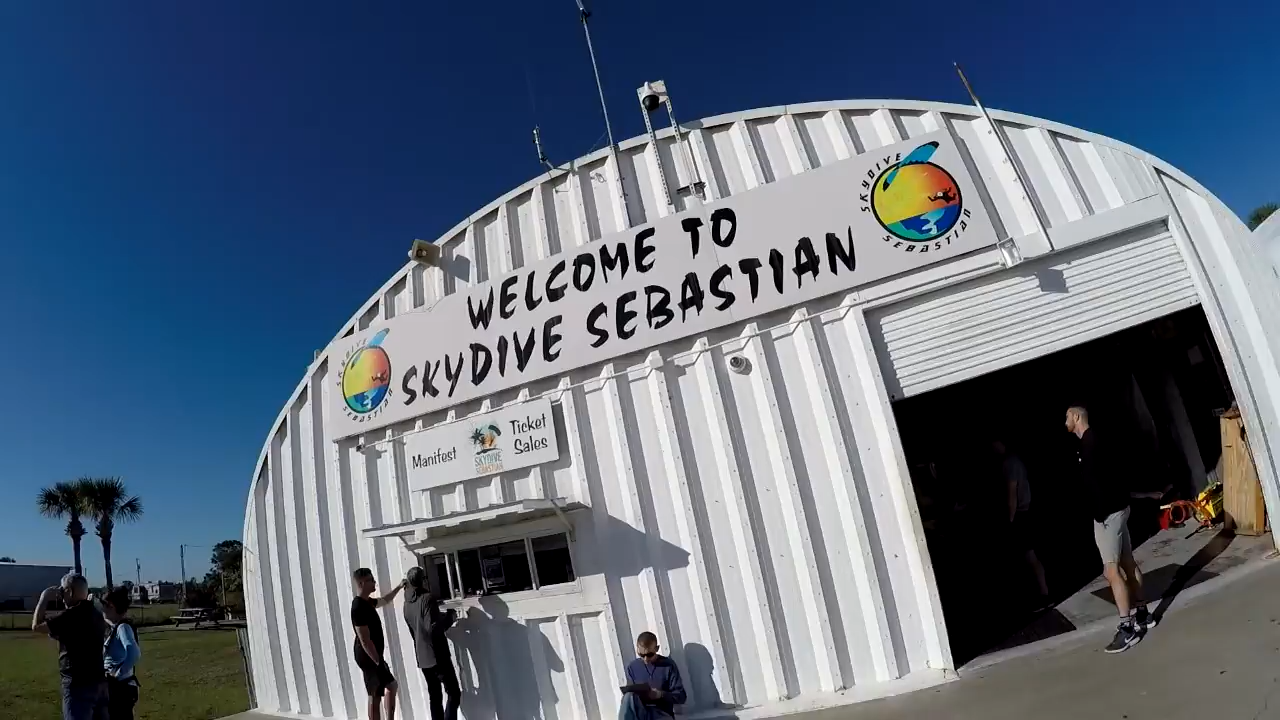 WELCOME TO
SKYDIVE SEBASTIAN
SKYDIVE
SEBASTIAN
SKYDIVE
SEBASTIAN
Manifest
SKYDIVE
SEBASTIAN
Ticket
Sales